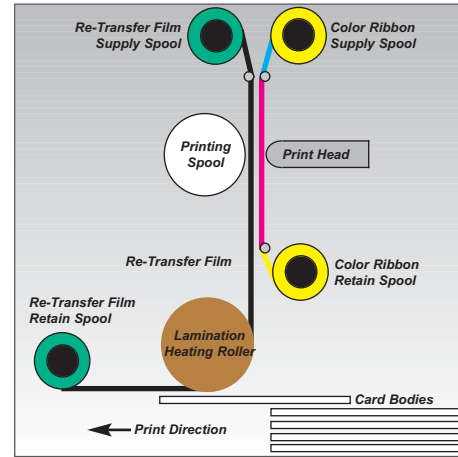 Re-Transfer Film
Supply Spool
Color Ribbon
Supply Spool
Printing
Spool
Print Head
Re-Transfer Film
Color Ribbon
Retain Spool
Re-Transfer Film
Retain Spool
Lamination
Heating Roller
Card Bodies
Print Direction